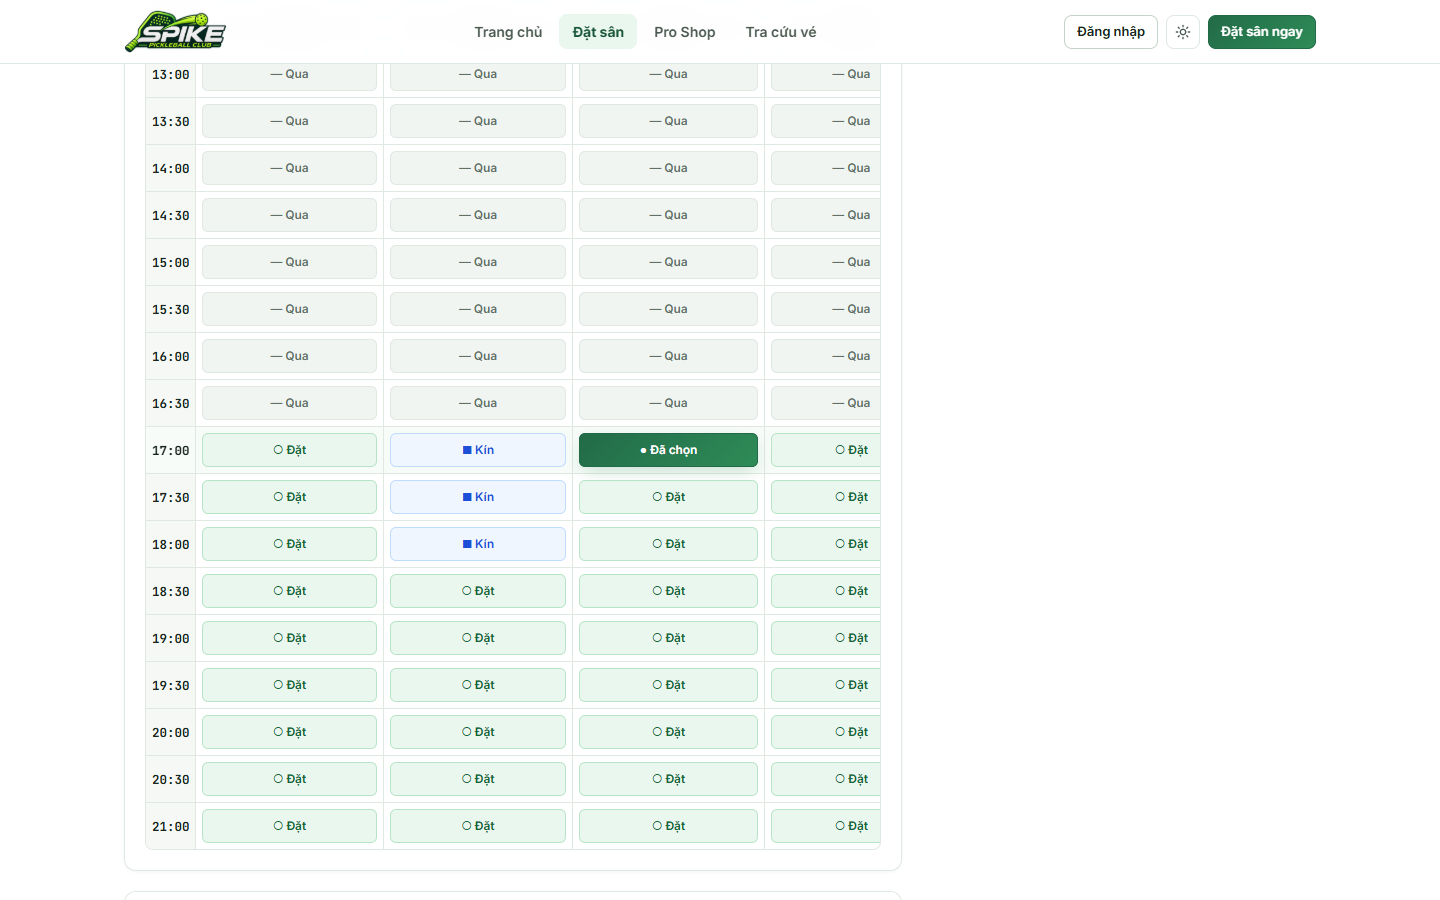 SPIKE
PICKLEBALL CLUB
Trang chủ Đặt sân Pro Shop Tra cứu vé Đăng nhập Đặt sân ngay
13:00 — Qua — Qua — Qua — Qua
13:30 — Qua — Qua — Qua — Qua
14:00 — Qua — Qua — Qua — Qua
14:30 — Qua — Qua — Qua — Qua
15:00 — Qua — Qua — Qua — Qua
15:30 — Qua — Qua — Qua — Qua
16:00 — Qua — Qua — Qua — Qua
16:30 — Qua — Qua — Qua — Qua
17:00 ○ Đặt ■ Kín ● Đã chọn ○ Đặt
17:30 ○ Đặt ■ Kín ○ Đặt ○ Đặt
18:00 ○ Đặt ■ Kín ○ Đặt ○ Đặt
18:30 ○ Đặt ○ Đặt ○ Đặt ○ Đặt
19:00 ○ Đặt ○ Đặt ○ Đặt ○ Đặt
19:30 ○ Đặt ○ Đặt ○ Đặt ○ Đặt
20:00 ○ Đặt ○ Đặt ○ Đặt ○ Đặt
20:30 ○ Đặt ○ Đặt ○ Đặt ○ Đặt
21:00 ○ Đặt ○ Đặt ○ Đặt ○ Đặt